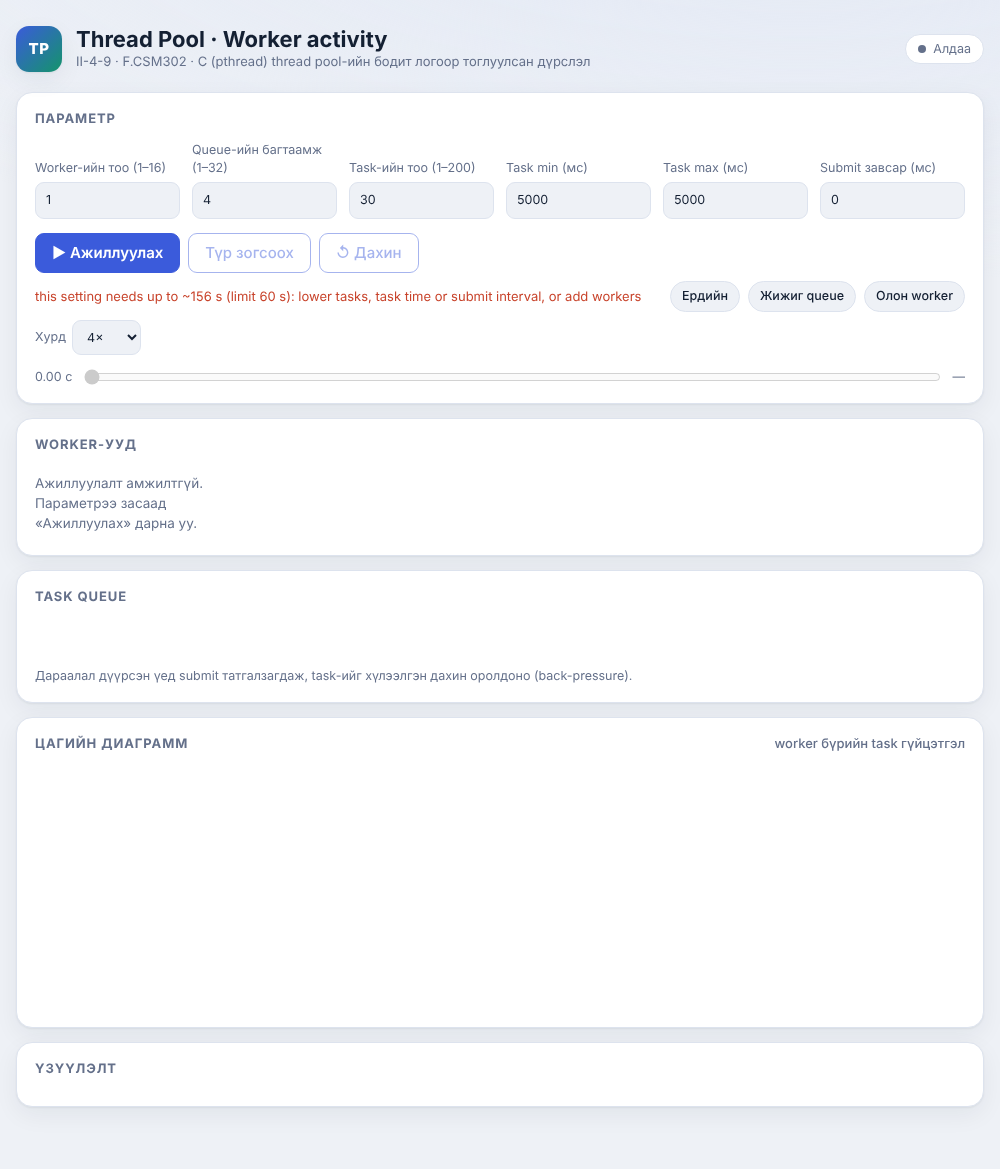 TP
Thread Pool · Worker activity
II-4-9 · F.CSM302 · C (pthread) thread pool-ийн бодит логоор тоглуулсан дүрслэл
Алдаа
ПАРАМЕТР
Worker-ийн тоо (1–16)
Queue-ийн багтаамж
(1–32)
Task-ийн тоо (1–200)
Task min (мс)
Task max (мс)
Submit завсар (мс)
1
4
30
5000
5000
0
▶ Ажиллуулах
Түр зогсоох
↺ Дахин
this setting needs up to ~156 s (limit 60 s): lower tasks, task time or submit interval, or add workers
Ердийн
Жижиг queue
Олон worker
Хурд
4×
0.00 с
—
WORKER-УУД
Ажиллуулалт амжилтгүй.
Параметрээ засаад
«Ажиллуулах» дарна уу.
TASK QUEUE
Дараалал дүүрсэн үед submit татгалзагдаж, task-ийг хүлээлгэн дахин оролдоно (back-pressure).
ЦАГИЙН ДИАГРАММ
worker бүрийн task гүйцэтгэл
ҮЗҮҮЛЭЛТ